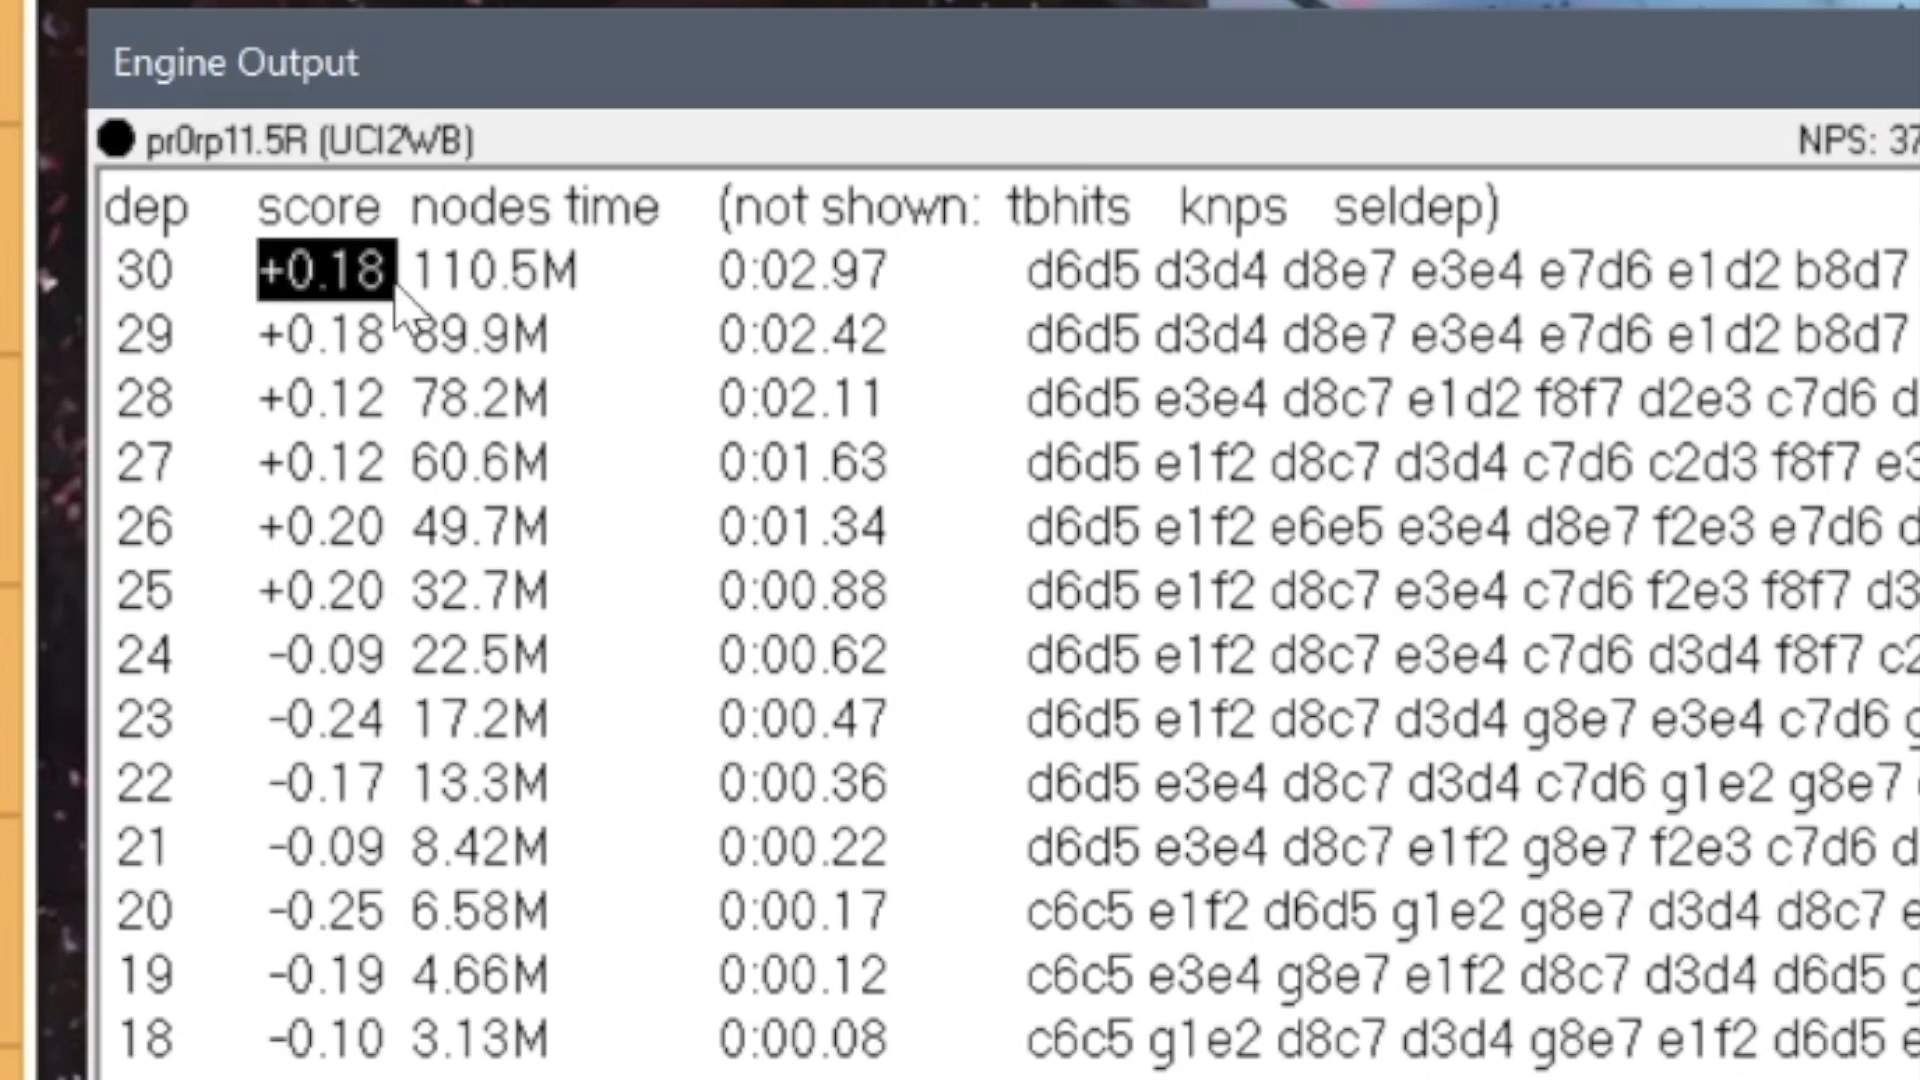 Engine Output
pr0rp11.5R (UCI2WB) NPS: 37
dep score nodes time (not shown: tbhits knps seldep)
30 +0.18 110.5M 0:02.97 d6d5 d3d4 d8e7 e3e4 e7d6 e1d2 b8d7
29 +0.18 89.9M 0:02.42 d6d5 d3d4 d8e7 e3e4 e7d6 e1d2 b8d7
28 +0.12 78.2M 0:02.11 d6d5 e3e4 d8c7 e1d2 f8f7 d2e3 c7d6 d
27 +0.12 60.6M 0:01.63 d6d5 e1f2 d8c7 d3d4 c7d6 c2d3 f8f7 e3
26 +0.20 49.7M 0:01.34 d6d5 e1f2 e6e5 e3e4 d8e7 f2e3 e7d6 d
25 +0.20 32.7M 0:00.88 d6d5 e1f2 d8c7 e3e4 c7d6 f2e3 f8f7 d3
24 -0.09 22.5M 0:00.62 d6d5 e1f2 d8c7 e3e4 c7d6 d3d4 f8f7 c2
23 -0.24 17.2M 0:00.47 d6d5 e1f2 d8c7 d3d4 g8e7 e3e4 c7d6 g
22 -0.17 13.3M 0:00.36 d6d5 e3e4 d8c7 d3d4 c7d6 g1e2 g8e7
21 -0.09 8.42M 0:00.22 d6d5 e3e4 d8c7 e1f2 g8e7 f2e3 c7d6 d
20 -0.25 6.58M 0:00.17 c6c5 e1f2 d6d5 g1e2 g8e7 d3d4 d8c7 e
19 -0.19 4.66M 0:00.12 c6c5 e3e4 g8e7 e1f2 d8c7 d3d4 d6d5 g
18 -0.10 3.13M 0:00.08 c6c5 g1e2 d8c7 d3d4 g8e7 e1f2 d6d5 e